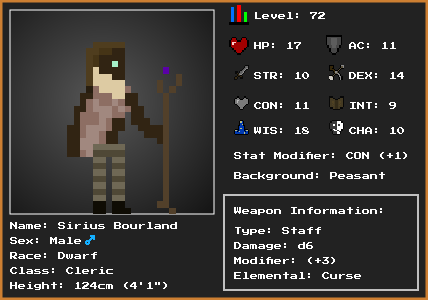 Level: 72
HP: 17
AC: 11
STR: 10
DEX: 14
CON: 11
INT: 9
WIS: 18
CHA: 10
Stat Modifier: CON (+1)
Background: Peasant
Name: Sirius Bourland
Sex: Male♂
Race: Dwarf
Class: Cleric
Height: 124cm (4'1")
Weapon Information:
Type: Staff
Damage: d6
Modifier: (+3)
Elemental: Curse